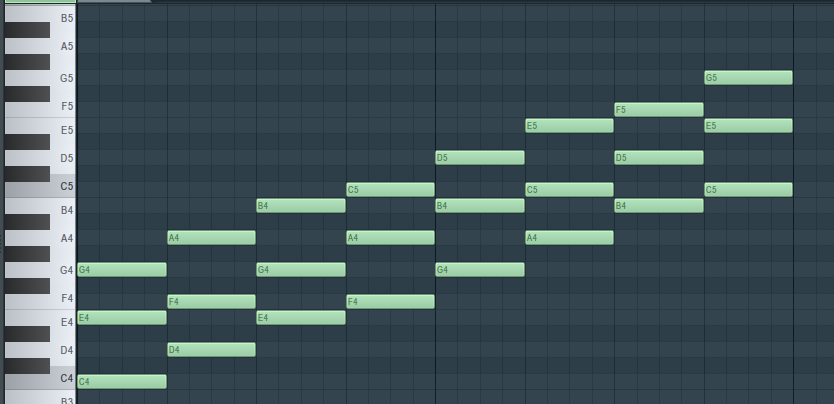 B5
A5
G5 G5
F5 F5
E5 E5 E5
D5 D5 D5
C5 C5 C5 C5
B4 B4 B4 B4
A4 A4 A4 A4
G4 G4 G4 G4
F4 F4 F4
E4 E4 E4
D4 D4
C4 C4
B3